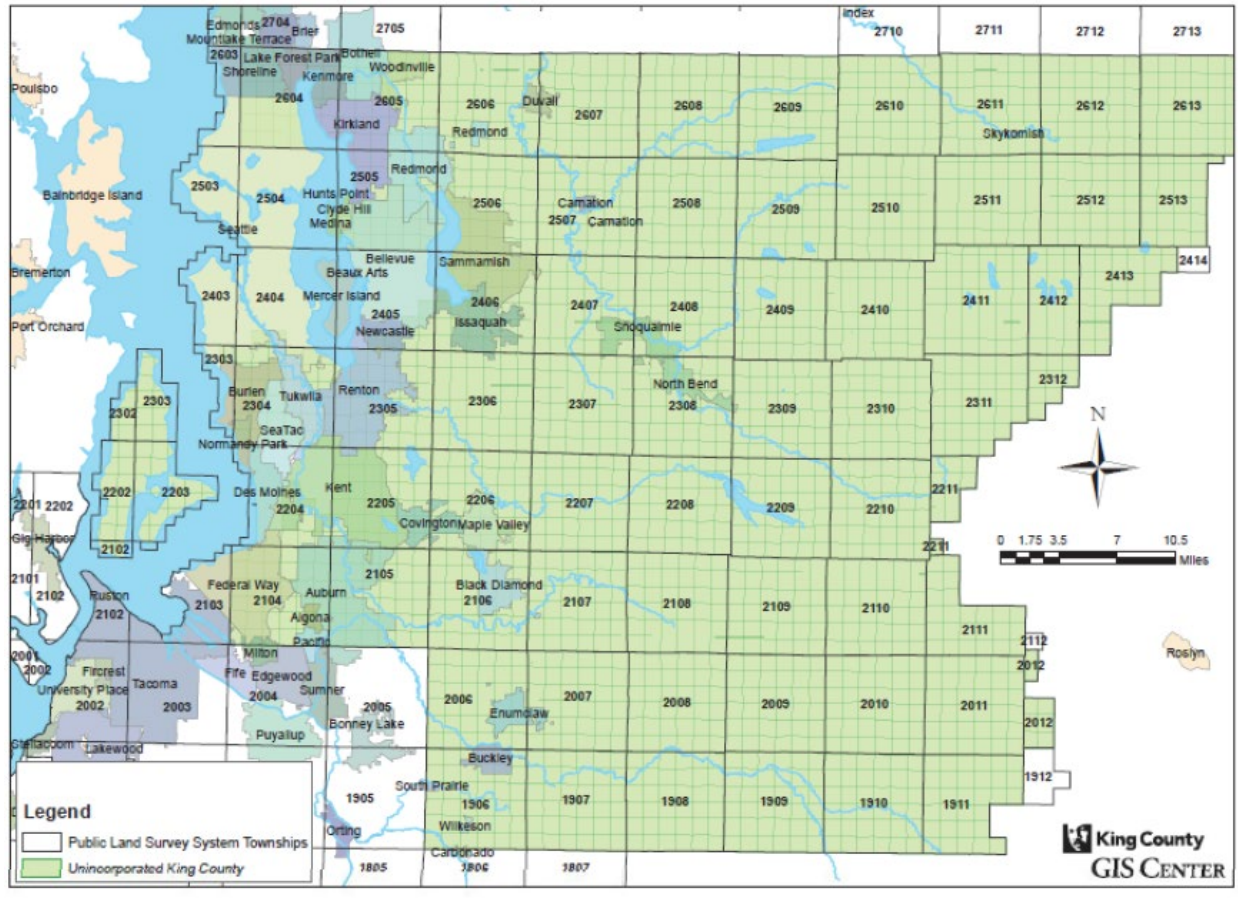 Edmonds 2704 Brier 2705 Index 2710 2711 2712 2713
Mountlake Terrace
2603 Lake Forest Park Bothell
Shoreline Kenmore Woodinville
Poulsbo 2604 2605 2606 Duvall 2607 2608 2609 2610 2611 2612 2613
Kirkland Redmond Skykomish
2503 2504 2505 Redmond
Bainbridge Island Hunts Point 2506 Carnation 2508 2509 2510 2511 2512 2513
Clyde Hill 2507 Carnation
Seattle Medina
Bellevue Sammamish 2414
Bremerton Beaux Arts 2413
2403 2404 Mercer Island 2406 2407 2408 2409 2410 2411 2412
2405
Port Orchard Newcastle Issaquah Snoqualmie
2303
Burien Tukwila Renton North Bend 2312
2302 2303 2304 2305 2306 2307 2308 2309 2310 2311
SeaTac
Normandy Park N
2202 2203 Des Moines Kent 2211
2201 2202 2204 2205 2206 2207 2208 2209 2210
Covington Maple Valley
Gig Harbor 2102 2211
0 1.75 3.5 7 10.5
Miles
2101 Federal Way 2105 Black Diamond
2102 Ruston 2103 2104 Auburn 2106 2107 2108 2109 2110
2102 Algona 2111
Pacific 2112
2001 Milton 2012 Roslyn
2002 Fircrest Fife Edgewood
University Place Tacoma 2004 Sumner 2006 2007 2008 2009 2010 2011
2002 2003 2005 Enumclaw 2012
Bonney Lake
Steilacoom Lakewood Puyallup Buckley
1912
South Prairie
1905 1906 1907 1908 1909 1910 1911
Orting Wilkeson
Carbonado
1805 1806 1807
Legend
Public Land Survey System Townships
Unincorporated King County
King County
GIS CENTER